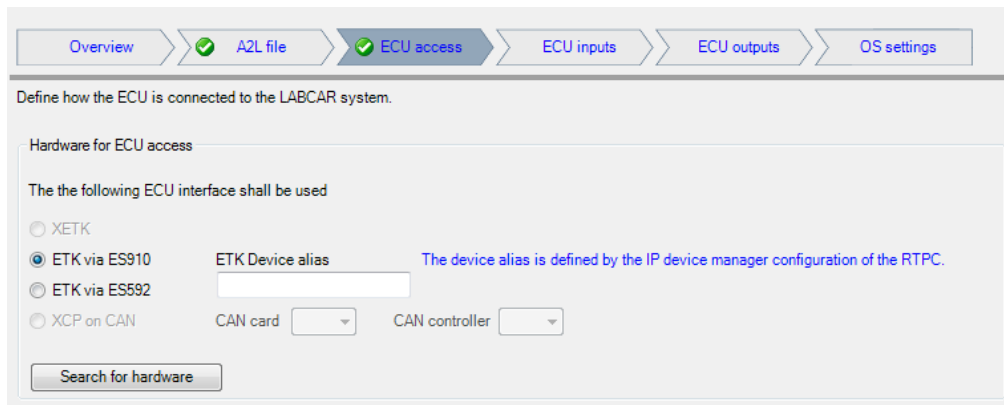 Overview A2L file ECU access ECU inputs ECU outputs OS settings
Define how the ECU is connected to the LABCAR system.
Hardware for ECU access
The the following ECU interface shall be used
XETK
ETK via ES910 ETK Device alias The device alias is defined by the IP device manager configuration of the RTPC.
ETK via ES592
XCP on CAN CAN card CAN controller
Search for hardware